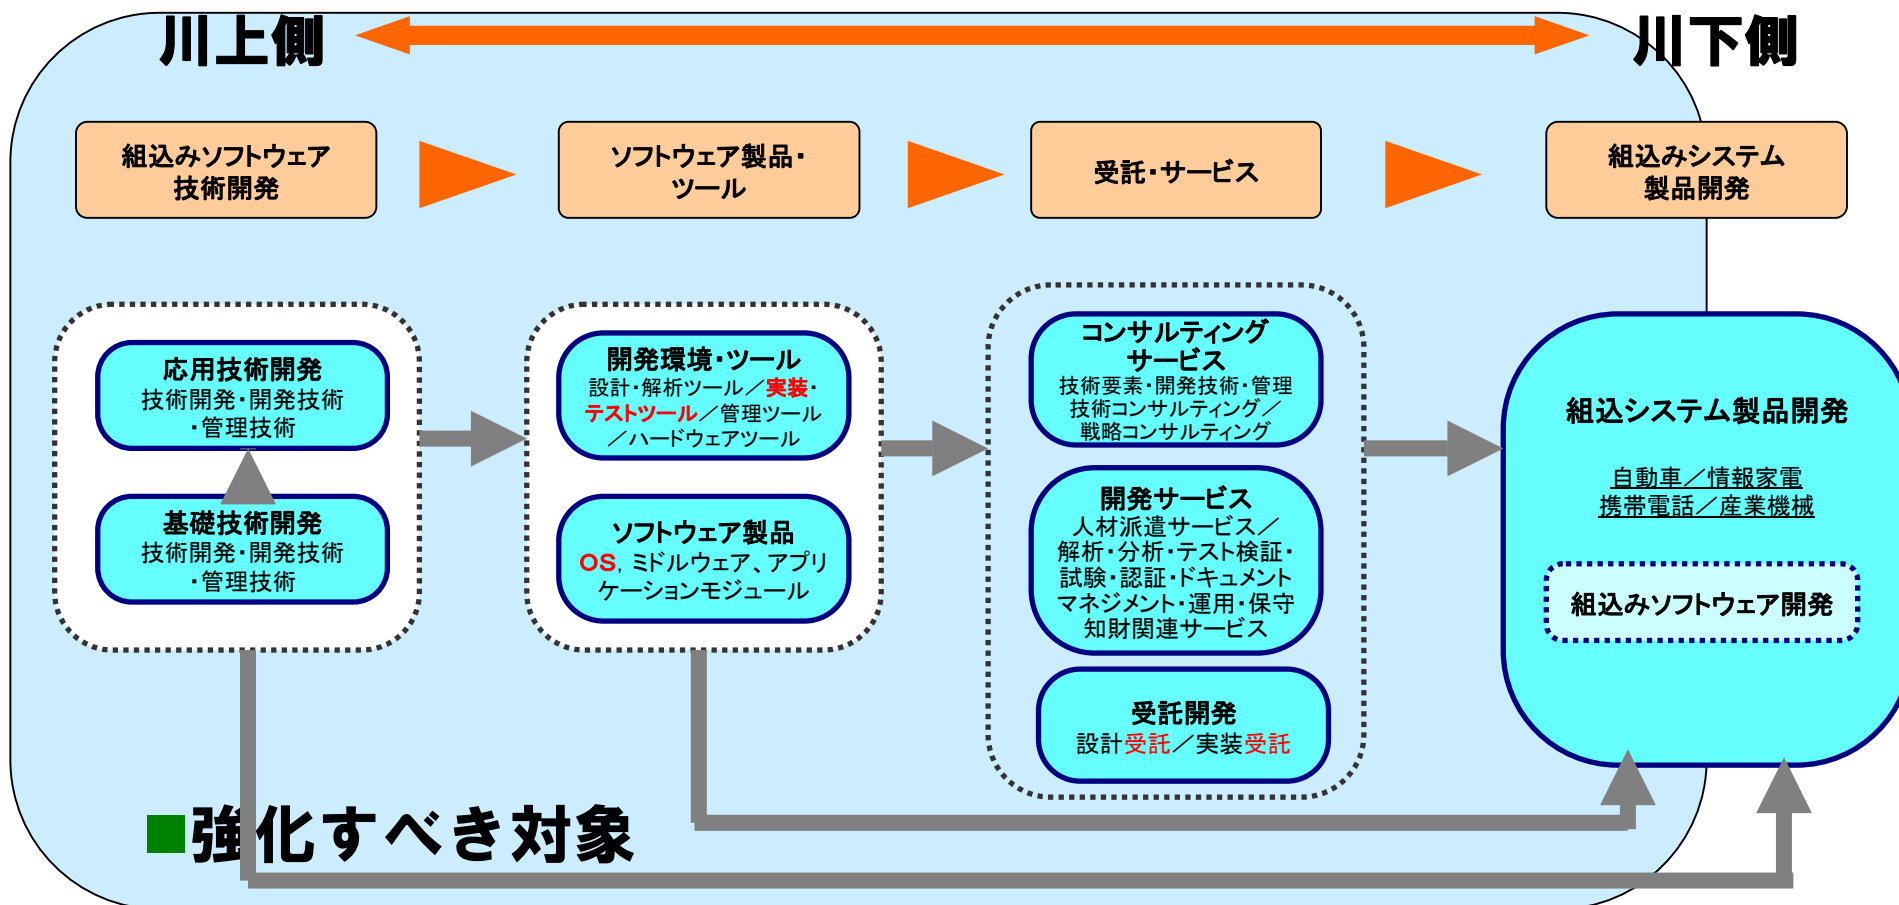 川上側
川下側
組込みソフトウェア
技術開発
ソフトウェア製品・
ツール
受託・サービス
組込みシステム
製品開発
応用技術開発
技術開発・開発技術
・管理技術
基礎技術開発
技術開発・開発技術
・管理技術
開発環境・ツール
設計・解析ツール／実装・
テストツール／管理ツール
／ハードウェアツール
ソフトウェア製品
OS, ミドルウェア、アプリ
ケーションモジュール
コンサルティング
サービス
技術要素・開発技術・管理
技術コンサルティング／
戦略コンサルティング
開発サービス
人材派遣サービス／
解析・分析・テスト検証・
試験・認証・ドキュメント
マネジメント・運用・保守
知財関連サービス
受託開発
設計受託／実装受託
組込システム製品開発
自動車／情報家電
携帯電話／産業機械
組込みソフトウェア開発
■強化すべき対象